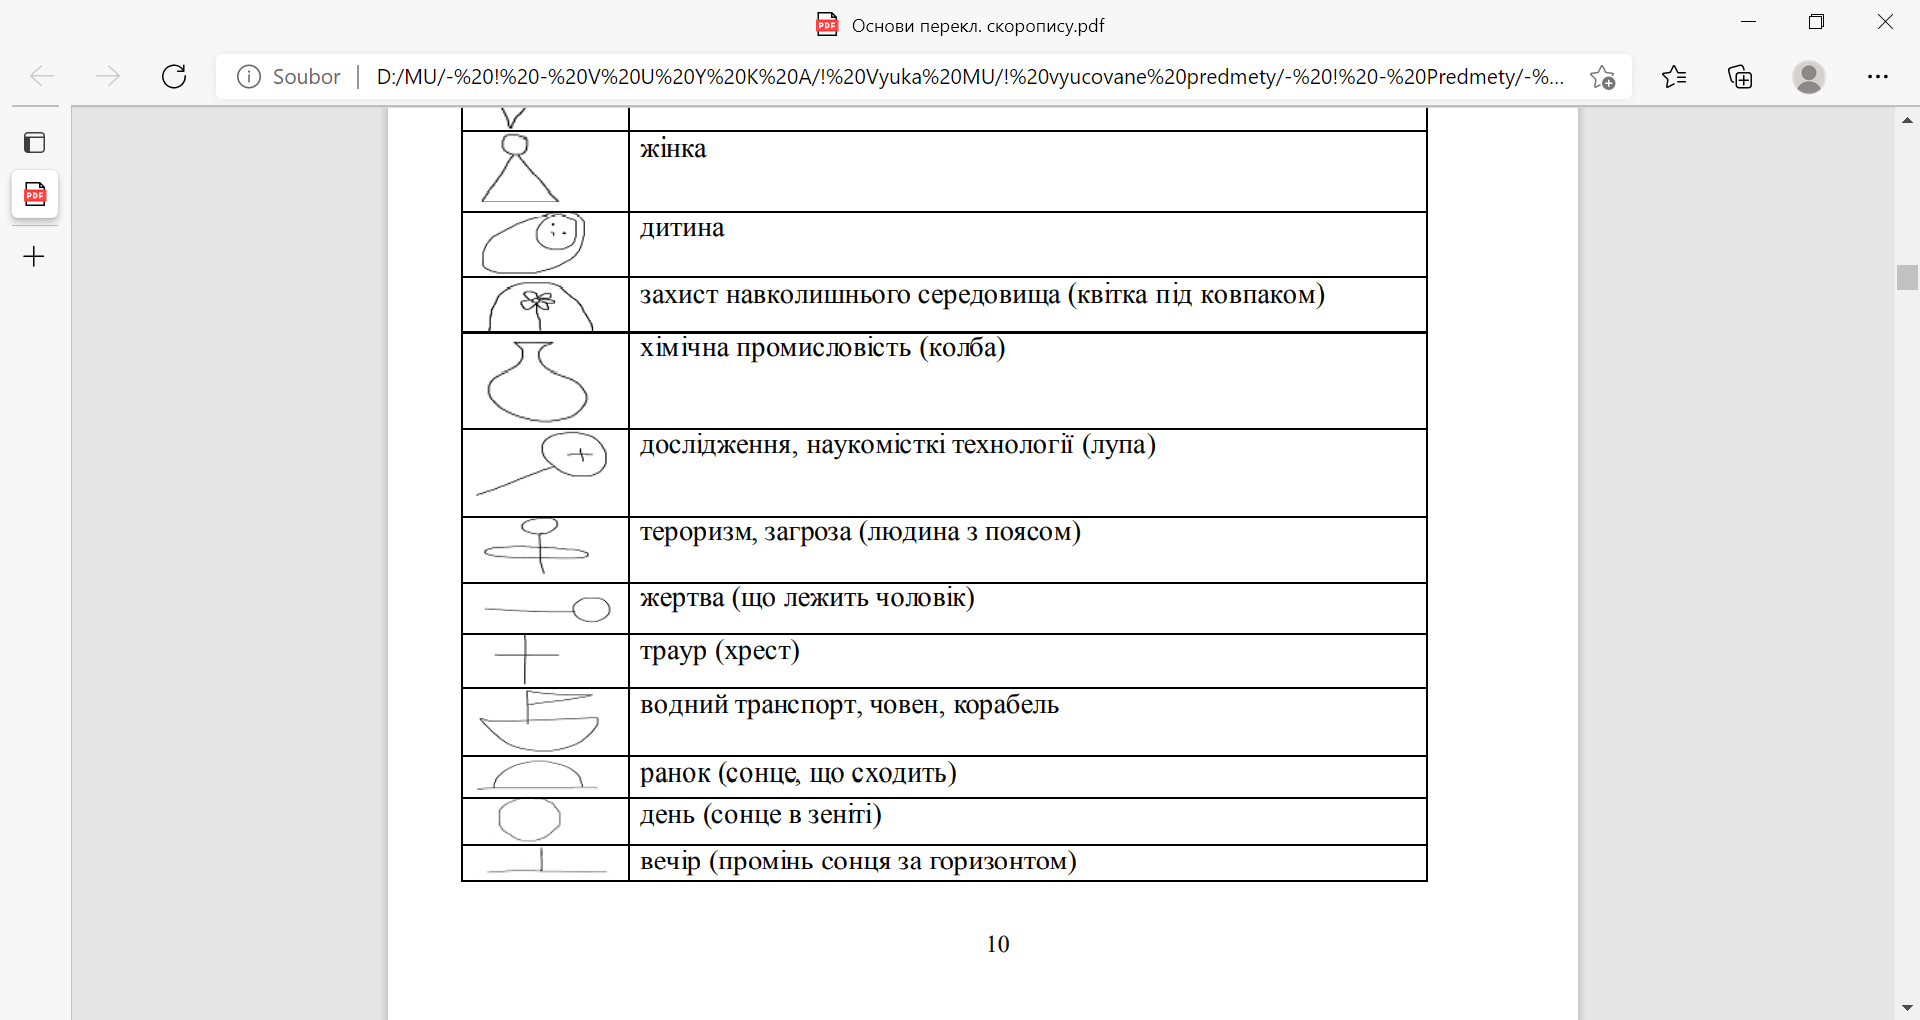 Основи перекл. скоропису.pdf
Soubor
D:/MU/-%20!%20-%20V%20U%20Y%20K%20A/!%20Vyuka%20MU/!%20vyucovane%20predmety/-%20!%20-%20Predmety/-%...
жінка
дитина
захист навколишнього середовища (квітка під ковпаком)
хімічна промисловість (колба)
дослідження, наукомісткі технології (лупа)
тероризм, загроза (людина з поясом)
жертва (що лежить чоловік)
траур (хрест)
водний транспорт, човен, корабель
ранок (сонце, що сходить)
день (сонце в зеніті)
вечір (промінь сонця за горизонтом)
10